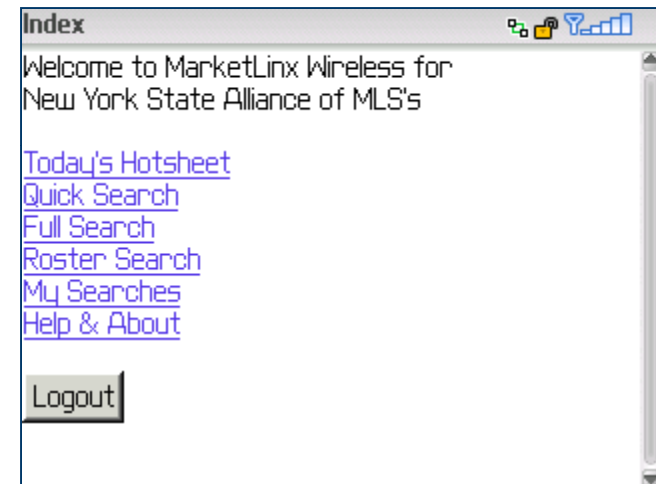 Index
Welcome to MarketLinx Wireless for
New York State Alliance of MLS's
Today's Hotsheet
Quick Search
Full Search
Roster Search
My Searches
Help & About
Logout